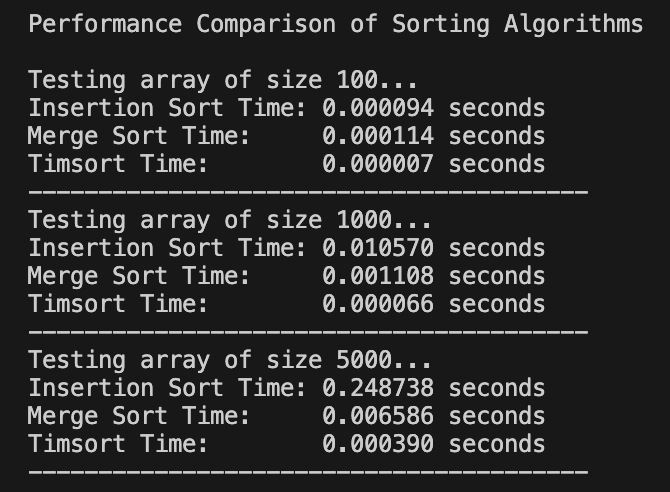 Performance Comparison of Sorting Algorithms
Testing array of size 100...
Insertion Sort Time: 0.000094 seconds
Merge Sort Time:     0.000114 seconds
Timsort Time:        0.000007 seconds
----------------------------------------
Testing array of size 1000...
Insertion Sort Time: 0.010570 seconds
Merge Sort Time:     0.001108 seconds
Timsort Time:        0.000066 seconds
----------------------------------------
Testing array of size 5000...
Insertion Sort Time: 0.248738 seconds
Merge Sort Time:     0.006586 seconds
Timsort Time:        0.000390 seconds
----------------------------------------